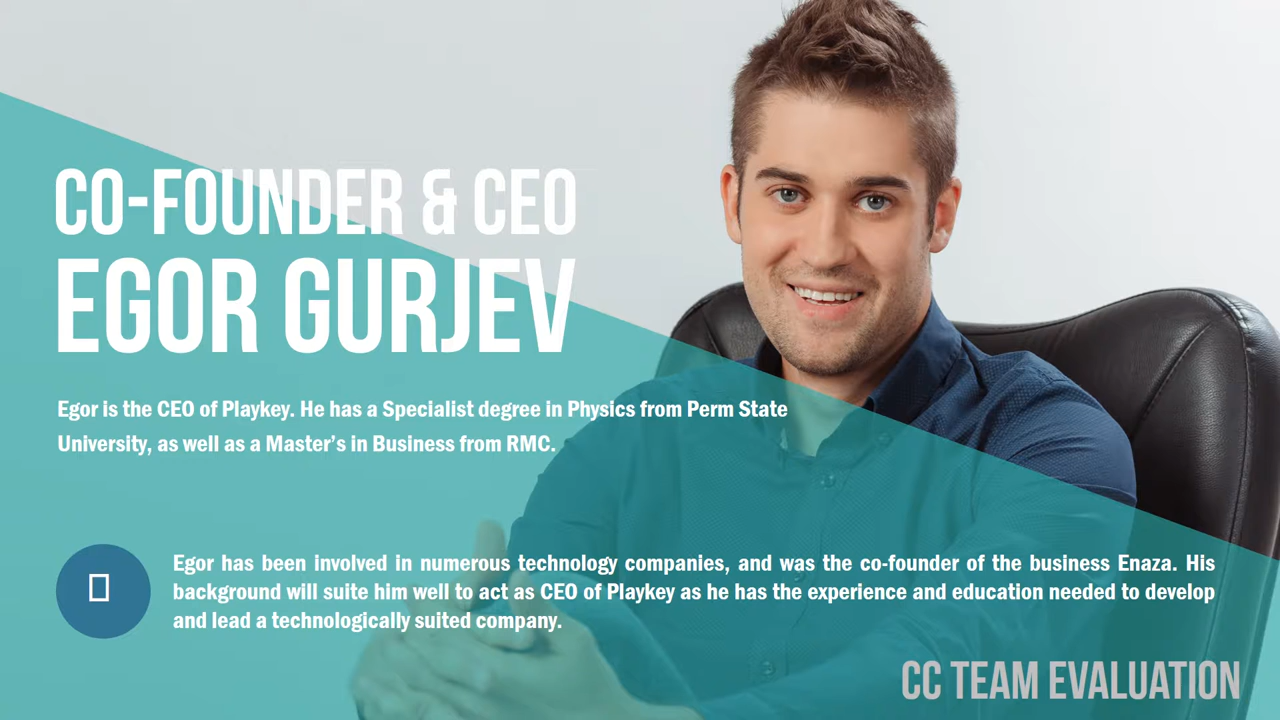 CO-FOUNDER & CEO
EGOR GURJEV
Egor is the CEO of Playkey. He has a Specialist degree in Physics from Perm State
University, as well as a Master’s in Business from RMC.
Egor has been involved in numerous technology companies, and was the co-founder of the business Enaza. His
background will suite him well to act as CEO of Playkey as he has the experience and education needed to develop
and lead a technologically suited company.
CC TEAM EVALUATION